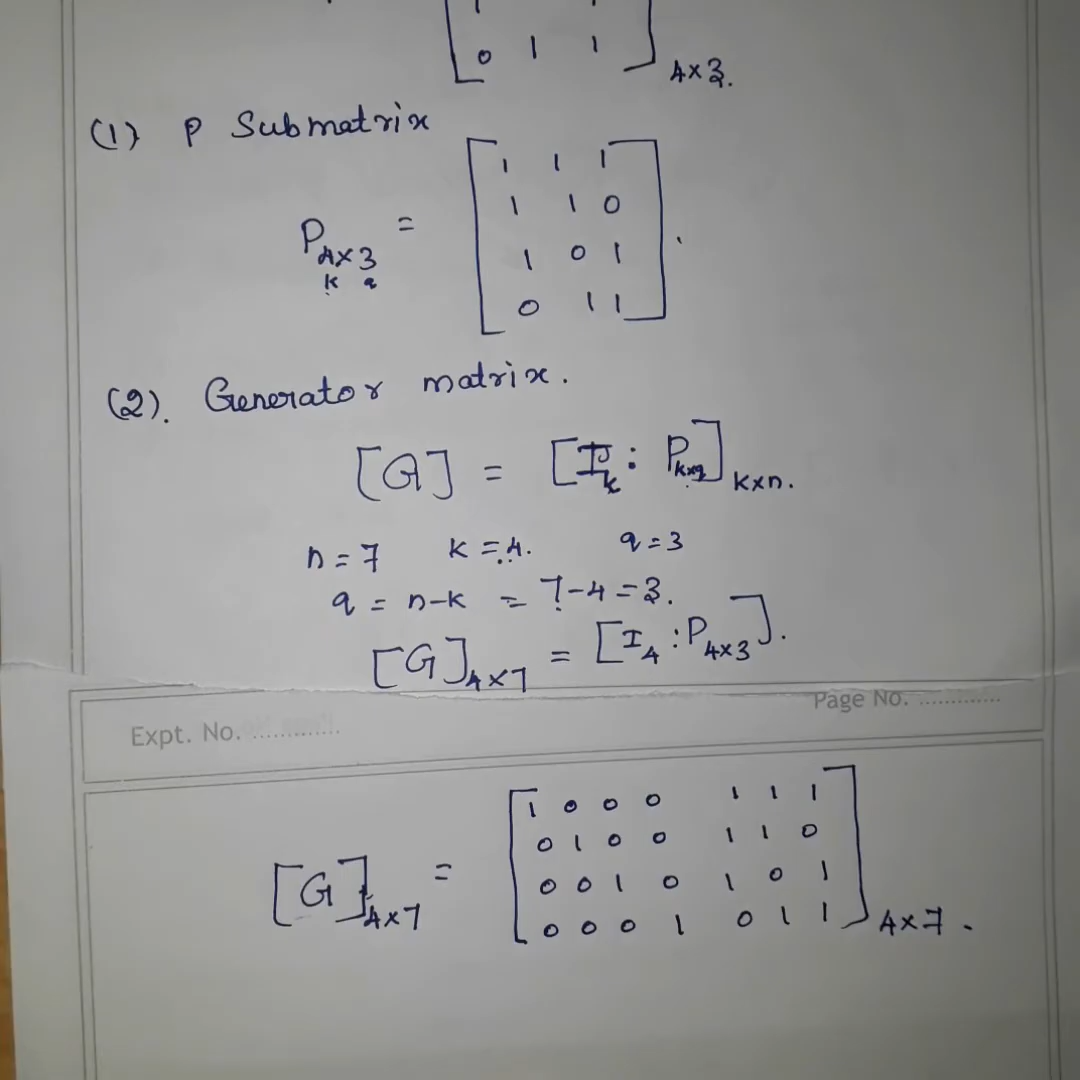 0 1 1 4×3.
(1) P Submatrix
1 1 1
1 1 0
P4×3 =
1 0 1
k q
0 1 1
(2). Generator matrix.
[G] = [Ik : Pk×q] k×n.
n = 7 k = 4. q = 3
q = n-k = 7-4 = 3.
[G]4×7 = [I4 : P4×3].
Page No. .............
Expt. No. .............
1 0 0 0 1 1 1
0 1 0 0 1 1 0
[G]4×7 =
0 0 1 0 1 0 1
0 0 0 1 0 1 1 4×7.